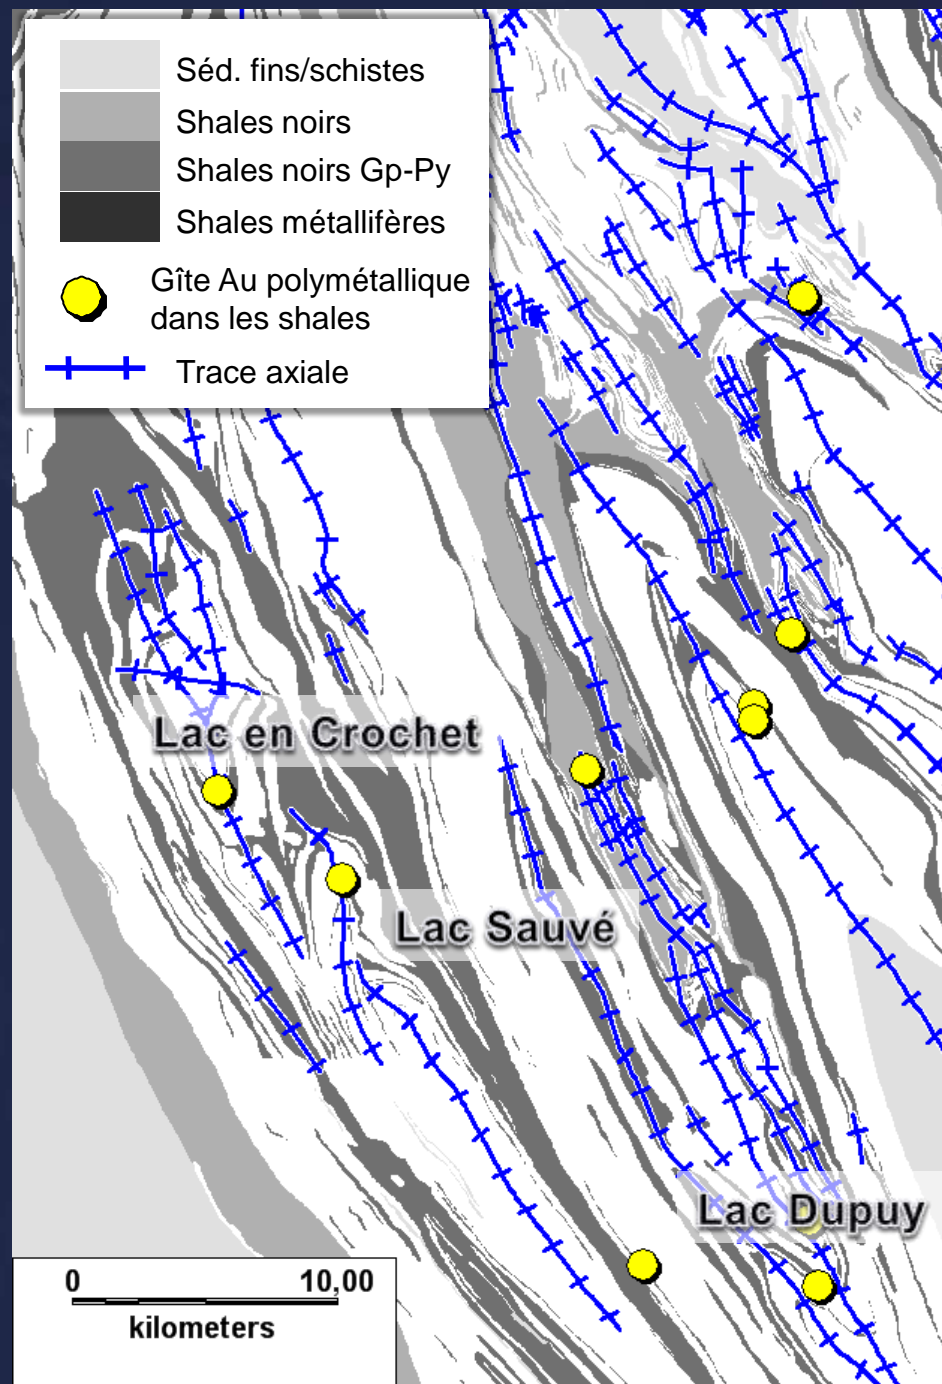 Séd. fins/schistes
Shales noirs
Shales noirs Gp-Py
Shales métallifères
Gîte Au polymétallique
dans les shales
Trace axiale
Lac en Crochet
Lac Sauvé
Lac Dupuy
0 10,00
kilometers